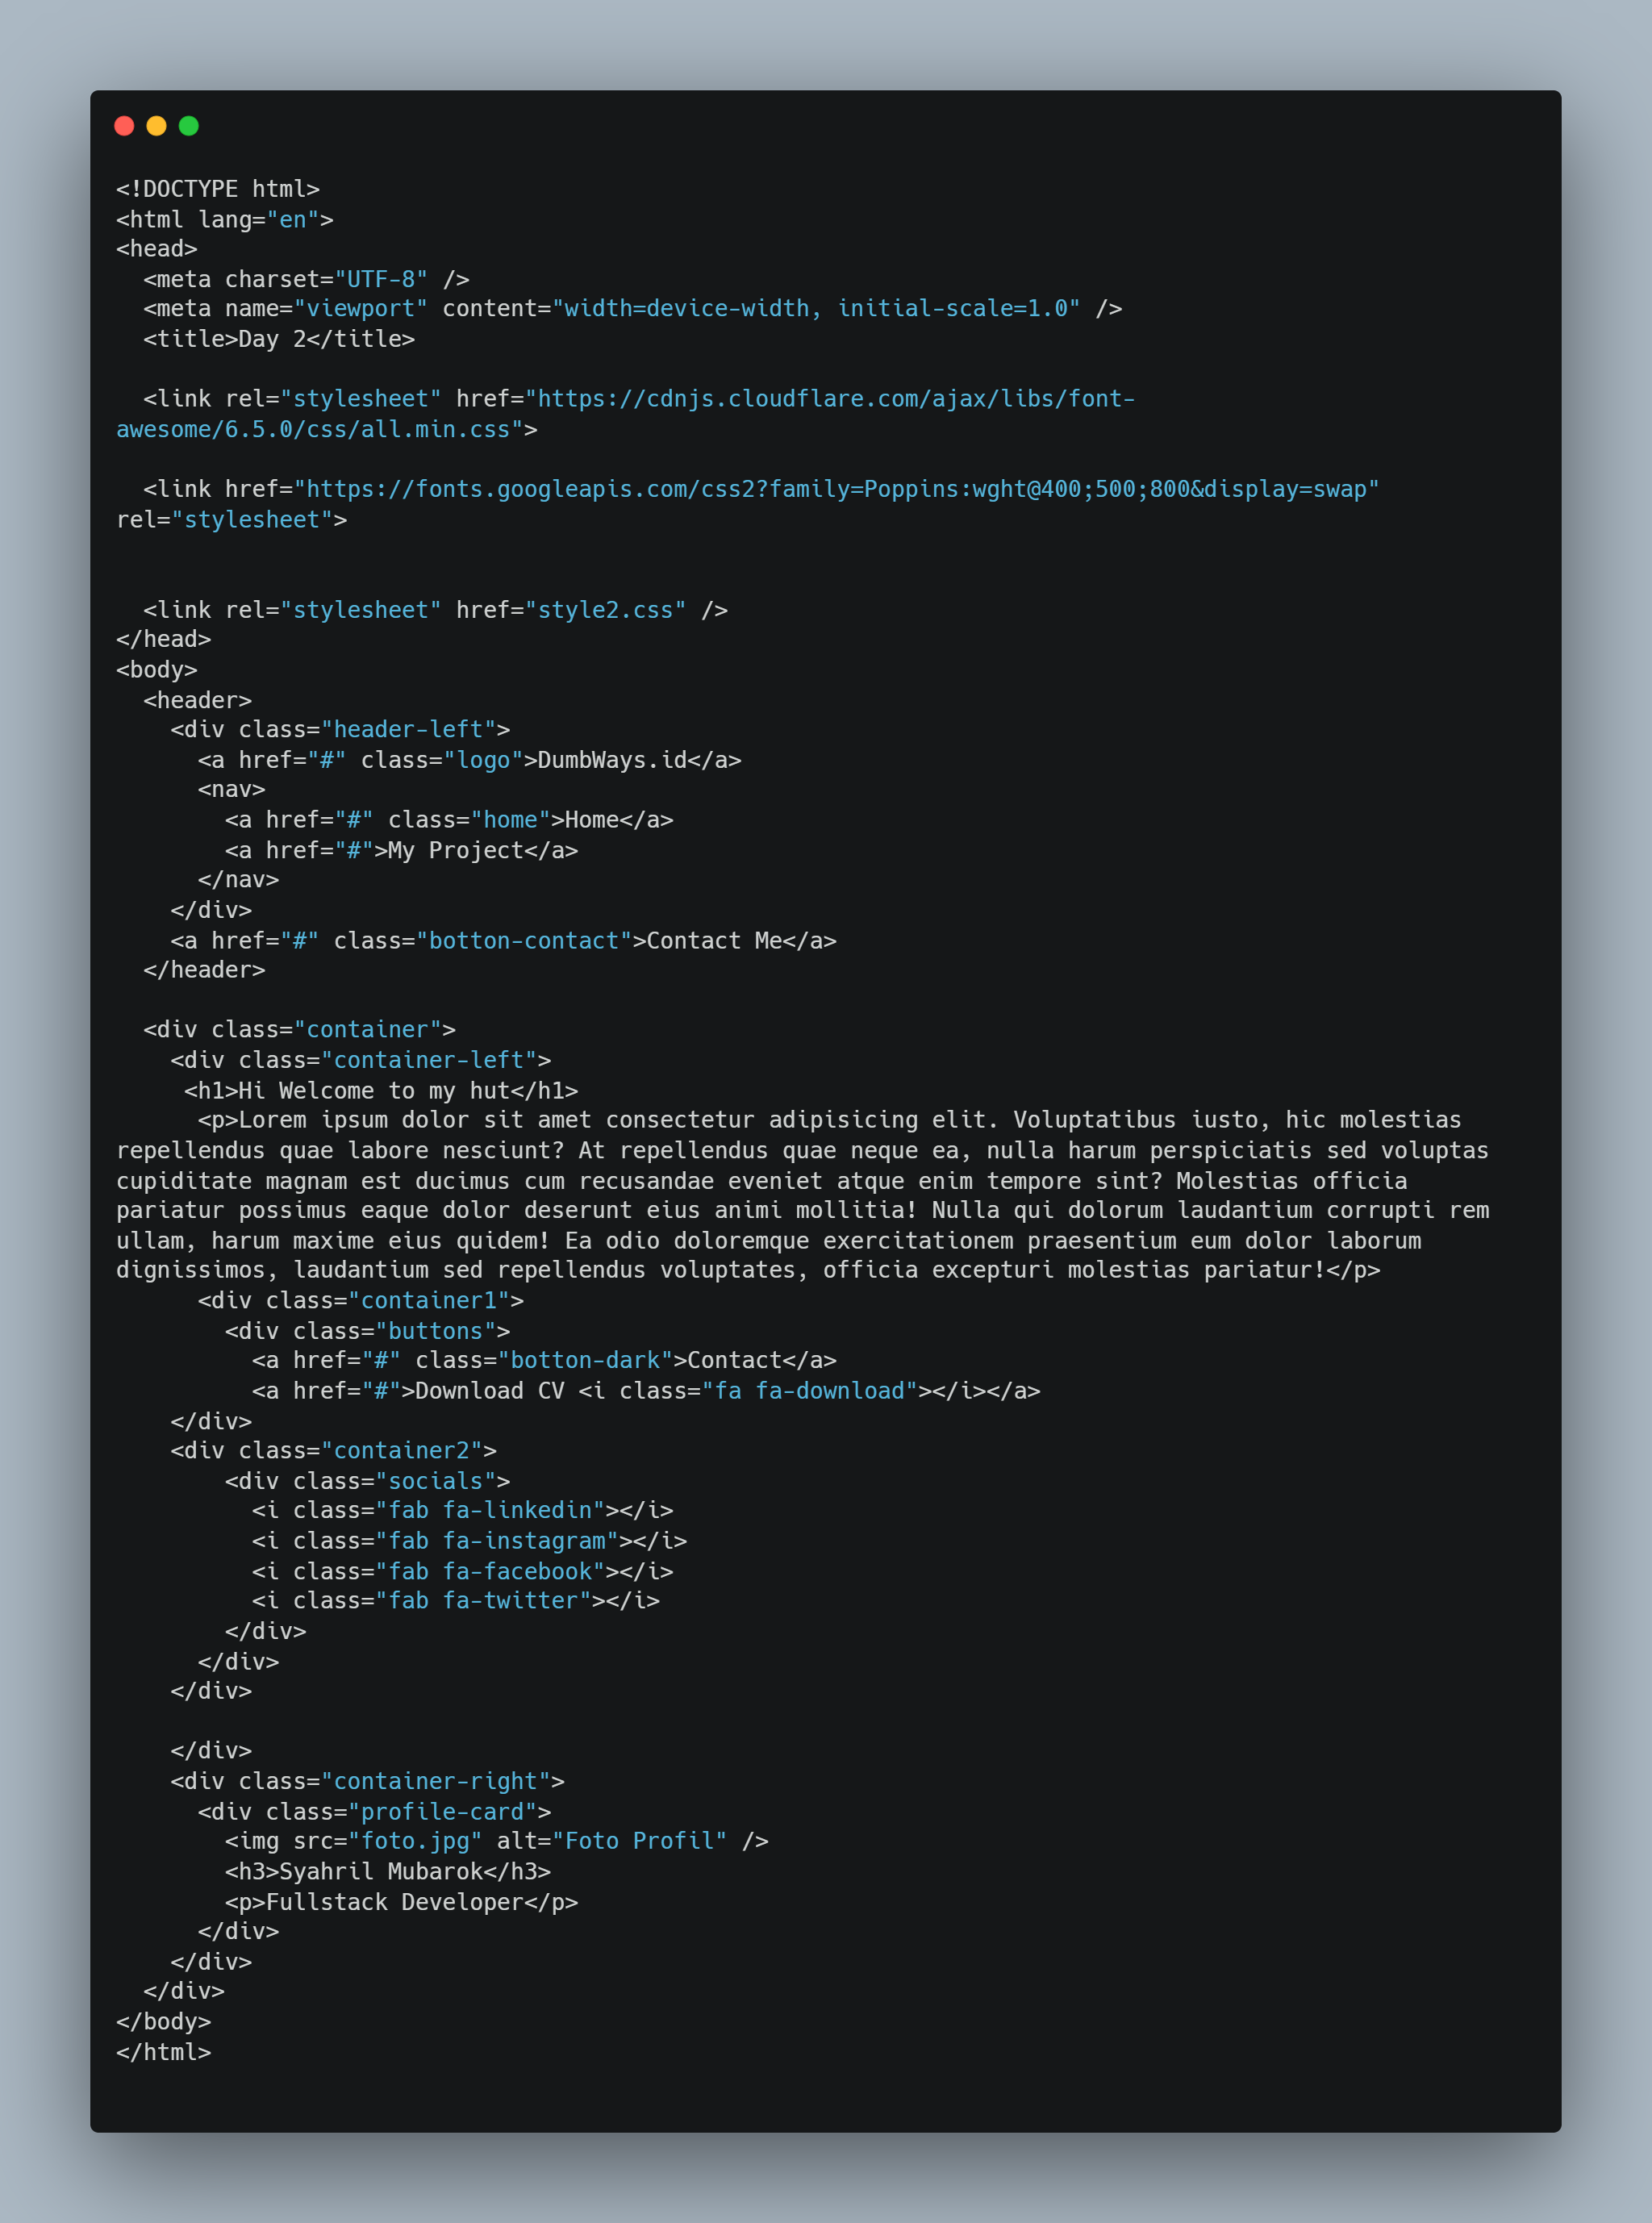 <!DOCTYPE html>
<html lang="en">
<head>
  <meta charset="UTF-8" />
  <meta name="viewport" content="width=device-width, initial-scale=1.0" />
  <title>Day 2</title>

  <link rel="stylesheet" href="https://cdnjs.cloudflare.com/ajax/libs/font-
awesome/6.5.0/css/all.min.css">

  <link href="https://fonts.googleapis.com/css2?family=Poppins:wght@400;500;800&display=swap"
rel="stylesheet">


  <link rel="stylesheet" href="style2.css" />
</head>
<body>
  <header>
    <div class="header-left">
      <a href="#" class="logo">DumbWays.id</a>
      <nav>
        <a href="#" class="home">Home</a>
        <a href="#">My Project</a>
      </nav>
    </div>
    <a href="#" class="botton-contact">Contact Me</a>
  </header>

  <div class="container">
    <div class="container-left">
     <h1>Hi Welcome to my hut</h1>
      <p>Lorem ipsum dolor sit amet consectetur adipisicing elit. Voluptatibus iusto, hic molestias
repellendus quae labore nesciunt? At repellendus quae neque ea, nulla harum perspiciatis sed voluptas
cupiditate magnam est ducimus cum recusandae eveniet atque enim tempore sint? Molestias officia
pariatur possimus eaque dolor deserunt eius animi mollitia! Nulla qui dolorum laudantium corrupti rem
ullam, harum maxime eius quidem! Ea odio doloremque exercitationem praesentium eum dolor laborum
dignissimos, laudantium sed repellendus voluptates, officia excepturi molestias pariatur!</p>
      <div class="container1">
        <div class="buttons">
          <a href="#" class="botton-dark">Contact</a>
          <a href="#">Download CV <i class="fa fa-download"></i></a>
    </div>
    <div class="container2">
        <div class="socials">
          <i class="fab fa-linkedin"></i>
          <i class="fab fa-instagram"></i>
          <i class="fab fa-facebook"></i>
          <i class="fab fa-twitter"></i>
        </div>
      </div>
    </div>

    </div>
    <div class="container-right">
      <div class="profile-card">
        <img src="foto.jpg" alt="Foto Profil" />
        <h3>Syahril Mubarok</h3>
        <p>Fullstack Developer</p>
      </div>
    </div>
  </div>
</body>
</html>